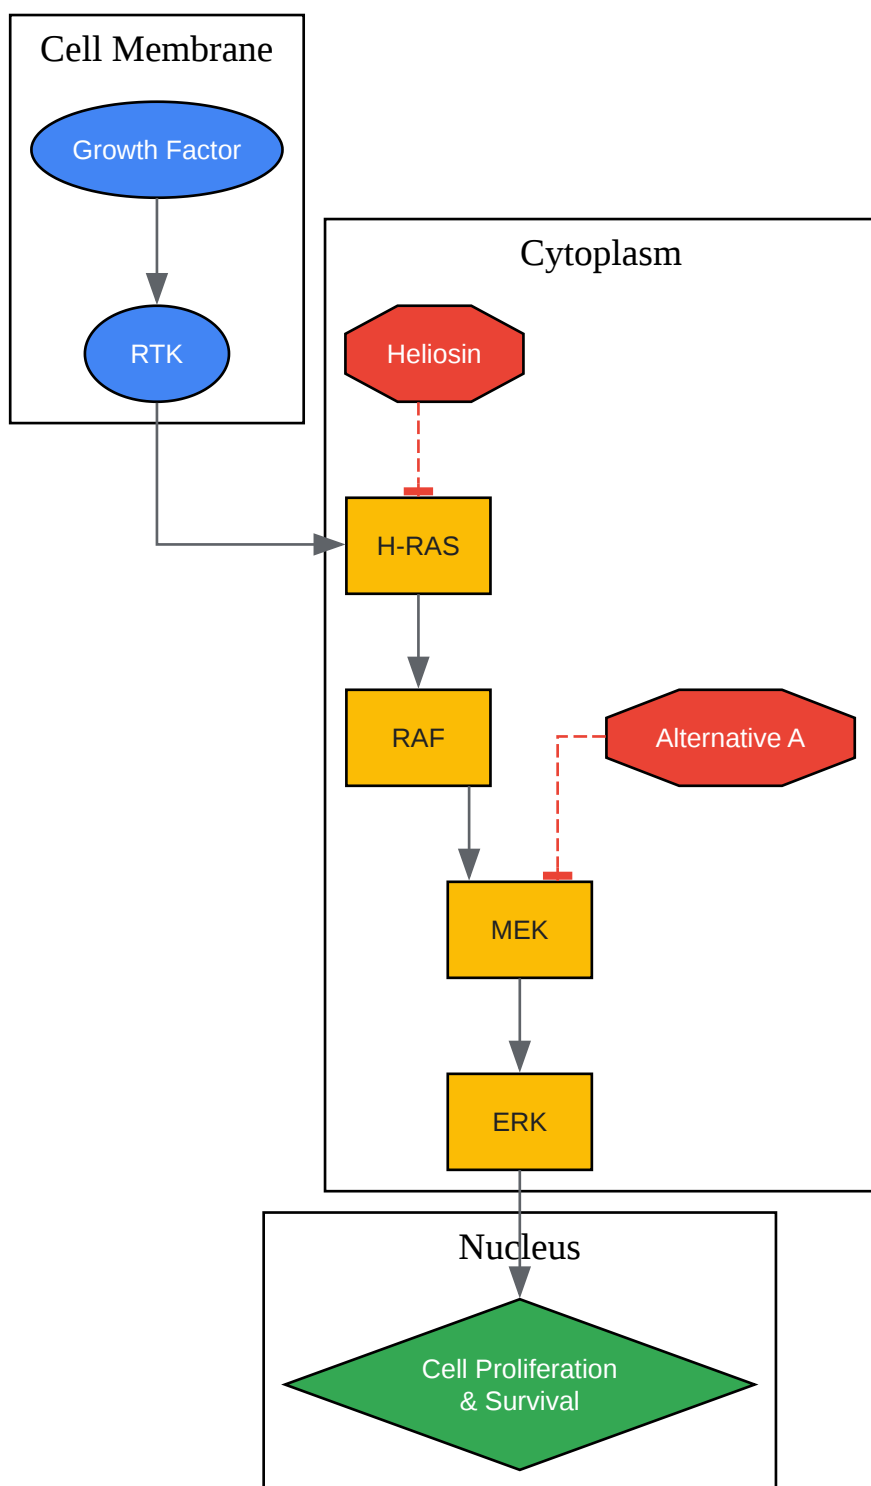 Cell Membrane
Growth Factor
RTK
Cytoplasm
Heliosin
H-RAS
RAF
Alternative A
MEK
ERK
Nucleus
Cell Proliferation
& Survival